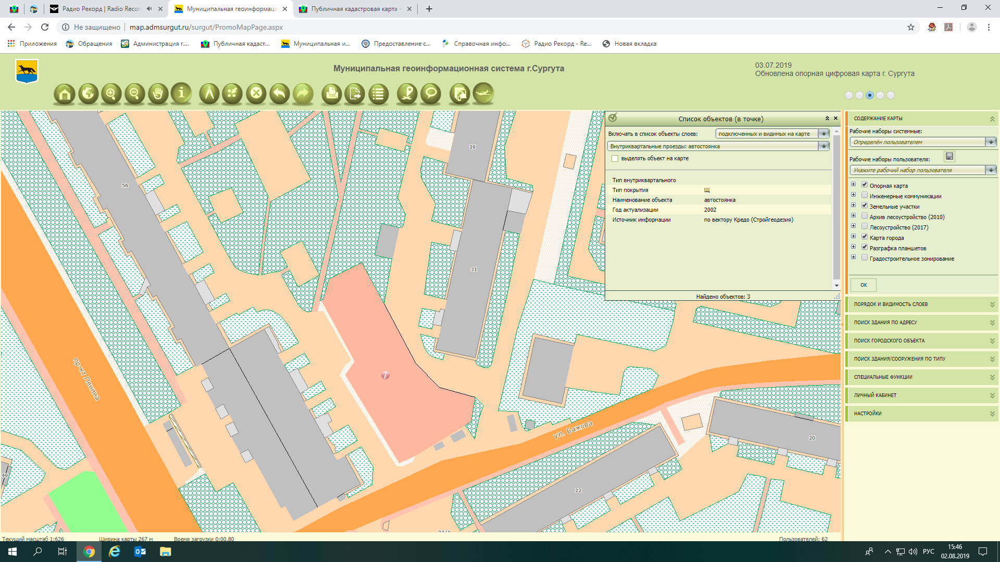 Радио Рекорд | Radio Recor
Муниципальная геоинформаци
Публичная кадастровая карта -
Не защищено
map.admsurgut.ru/surgut/PromoMapPage.aspx
Приложения
Обращения
Администрация г....
Публичная кадаст...
Муниципальная и...
Предоставление с...
Справочная инфо...
Радио Рекорд - Re...
Новая вкладка
Муниципальная геоинформационная система г.Сургута
03.07.2019
Обновлена опорная цифровая карта г. Сургута
Список объектов (в точке)
Включать в список объекты слоев:
подключенных и видимых на карте
Внутриквартальные проезды: автостоянка
выделять объект на карте
Тип внутриквартального
Тип покрытия Щ
Наименование объекта автостоянка
Год актуализации 2002
Источник информации по вектору Кредо (Стройгеодезия)
Найдено объектов: 3
СОДЕРЖАНИЕ КАРТЫ
Рабочие наборы системные:
Определён пользователем
Рабочие наборы пользователя:
Укажите рабочий набор пользователя
Опорная карта
Инженерные коммуникации
Земельные участки
Архив лесоустройство (2010)
Лесоустройство (2017)
Карта города
Разграфка планшетов
Градостроительное зонирование
ОК
ПОРЯДОК И ВИДИМОСТЬ СЛОЕВ
ПОИСК ЗДАНИЯ ПО АДРЕСУ
ПОИСК ГОРОДСКОГО ОБЪЕКТА
ПОИСК ЗДАНИЯ/СООРУЖЕНИЯ ПО ТИПУ
СПЕЦИАЛЬНЫЕ ФУНКЦИИ
ЛИЧНЫЙ КАБИНЕТ
НАСТРОЙКИ
29
56
31
пр-кт Ленина
ул. Бажова
20
49
22
Текущий масштаб 1:626
Ширина карты 267 м
Время загрузки 0:00.80
Пользователей: 62
РУС
15:46
02.08.2019